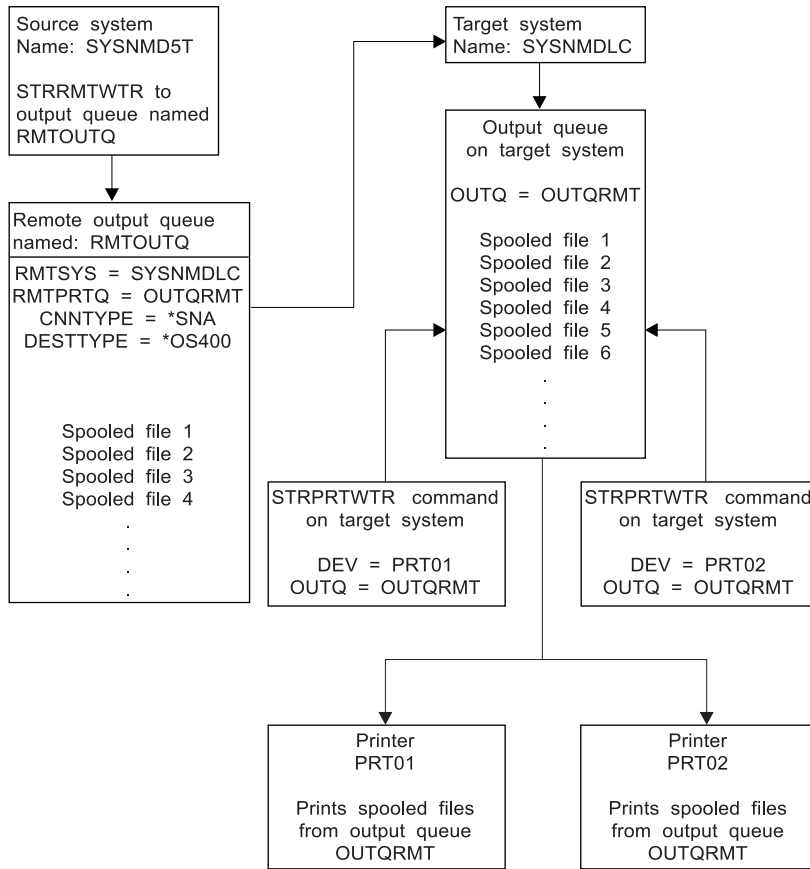 Source system
Name: SYSNMD5T
STRRMTWTR to
output queue named
RMTOUTQ
Remote output queue
named: RMTOUTQ
RMTSYS = SYSNMDLC
RMTPRTQ = OUTQRMT
CNNTYPE = *SNA
DESTTYPE = *OS400
Spooled file 1
Spooled file 2
Spooled file 3
Spooled file 4
.
.
.
.
Target system
Name: SYSNMDLC
Output queue
on target system
OUTQ = OUTQRMT
Spooled file 1
Spooled file 2
Spooled file 3
Spooled file 4
Spooled file 5
Spooled file 6
.
.
.
.
STRPRTWTR command
on target system
DEV = PRT01
OUTQ = OUTQRMT
STRPRTWTR command
on target system
DEV = PRT02
OUTQ = OUTQRMT
Printer
PRT01
Prints spooled files
from output queue
OUTQRMT
Printer
PRT02
Prints spooled files
from output queue
OUTQRMT